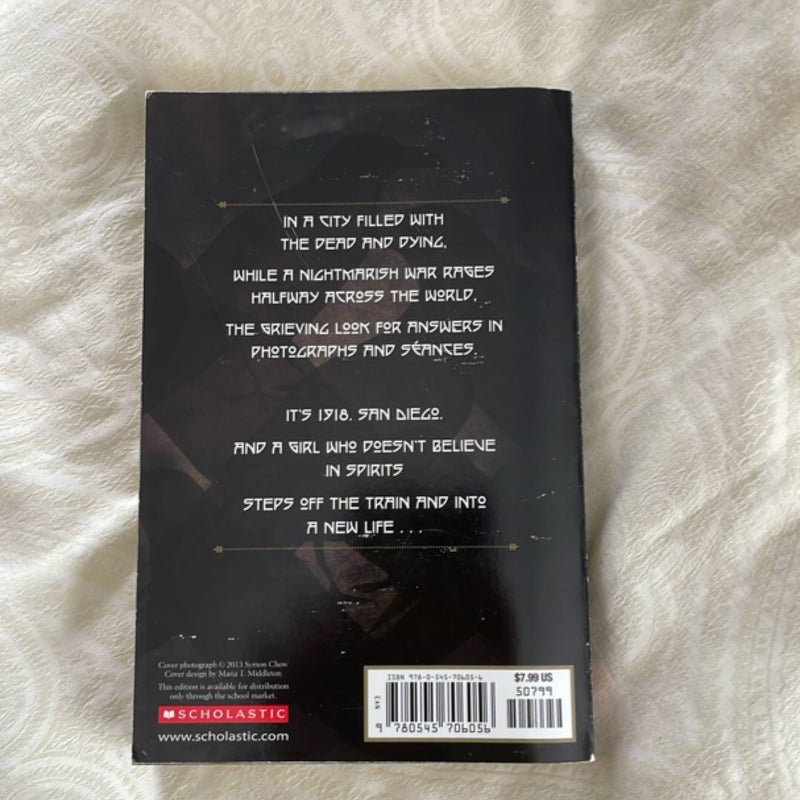 IN A CITY FILLED WITH
THE DEAD AND DYING,
WHILE A NIGHTMARISH WAR RAGES
HALFWAY ACROSS THE WORLD,
THE GRIEVING LOOK FOR ANSWERS IN
PHOTOGRAPHS AND SÉANCES.
IT'S 1918. SAN DIEGO.
AND A GIRL WHO DOESN'T BELIEVE
IN SPIRITS
STEPS OFF THE TRAIN AND INTO
A NEW LIFE . . .
Cover photograph © 2013 Symon Chow
Cover design by Maria T. Middleton
This edition is available for distribution
only through the school market.
SCHOLASTIC
www.scholastic.com
ISBN 978-0-545-70605-6
$7.99 US
50799
EAN
9 780545 706056